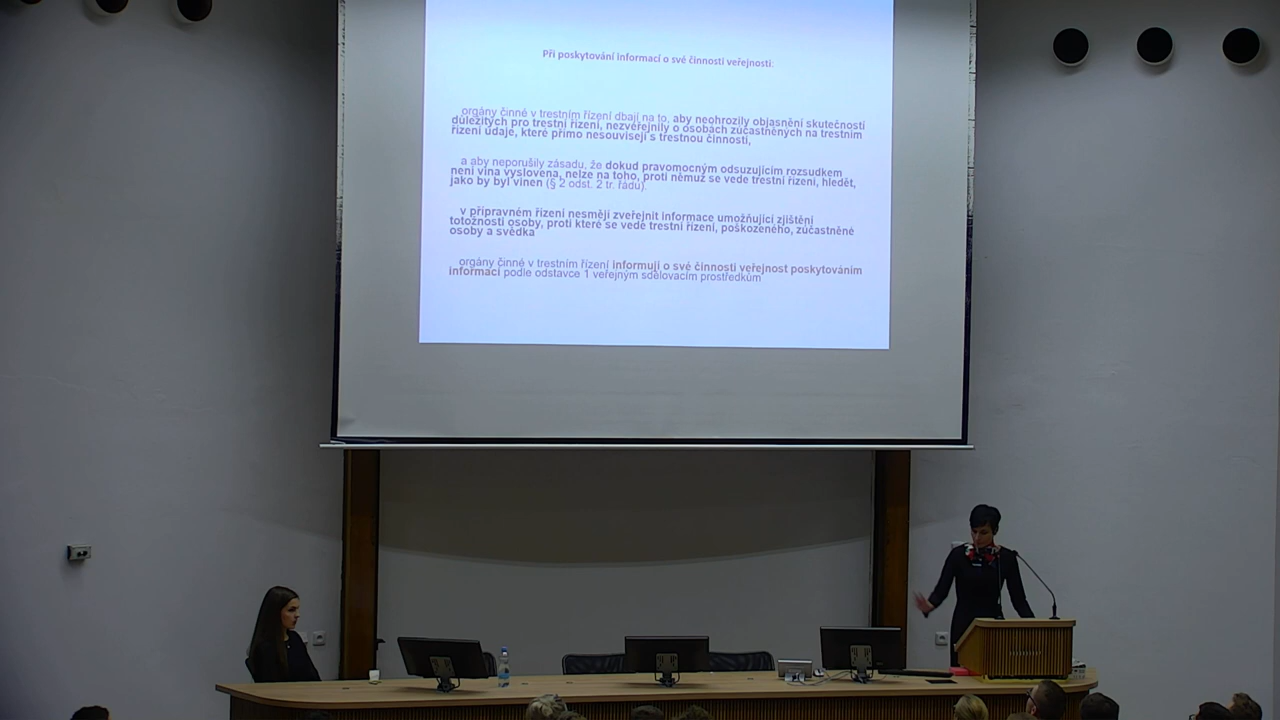 Při poskytování informací o své činnosti veřejnosti:
orgány činné v trestním řízení dbají na to, aby neohrozily objasnění skutečností
důležitých pro trestní řízení, nezveřejnily o osobách zúčastněných na trestním
řízení údaje, které přímo nesouvisejí s trestnou činností,
a aby neporušily zásadu, že dokud pravomocným odsuzujícím rozsudkem
není vina vyslovena, nelze na toho, proti němuž se vede trestní řízení, hledět,
jako by byl vinen (§ 2 odst. 2 tr. řádu).
v přípravném řízení nesmějí zveřejnit informace umožňující zjištění
totožnosti osoby, proti které se vede trestní řízení, poškozeného, zúčastněné
osoby a svědka
orgány činné v trestním řízení informují o své činnosti veřejnost poskytováním
informací podle odstavce 1 veřejným sdělovacím prostředkům